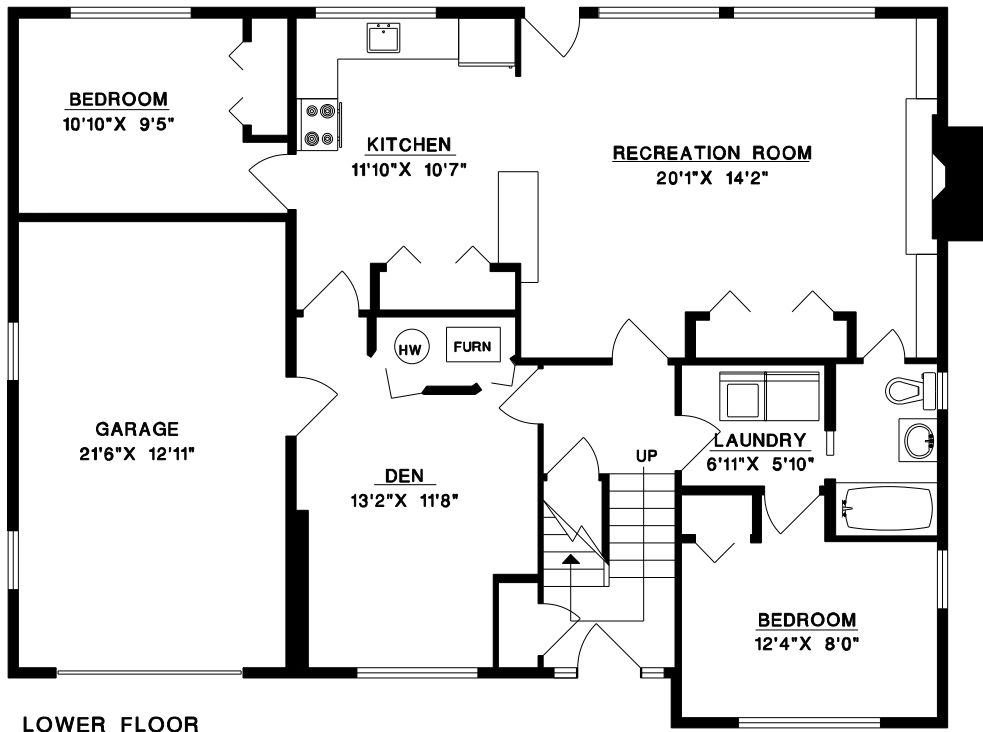 BEDROOM
10'10"X 9'5"
KITCHEN
11'10"X 10'7"
RECREATION ROOM
20'1"X 14'2"
HW
FURN
GARAGE
21'6"X 12'11"
DEN
13'2"X 11'8"
UP
LAUNDRY
6'11"X 5'10"
BEDROOM
12'4"X 8'0"
LOWER FLOOR